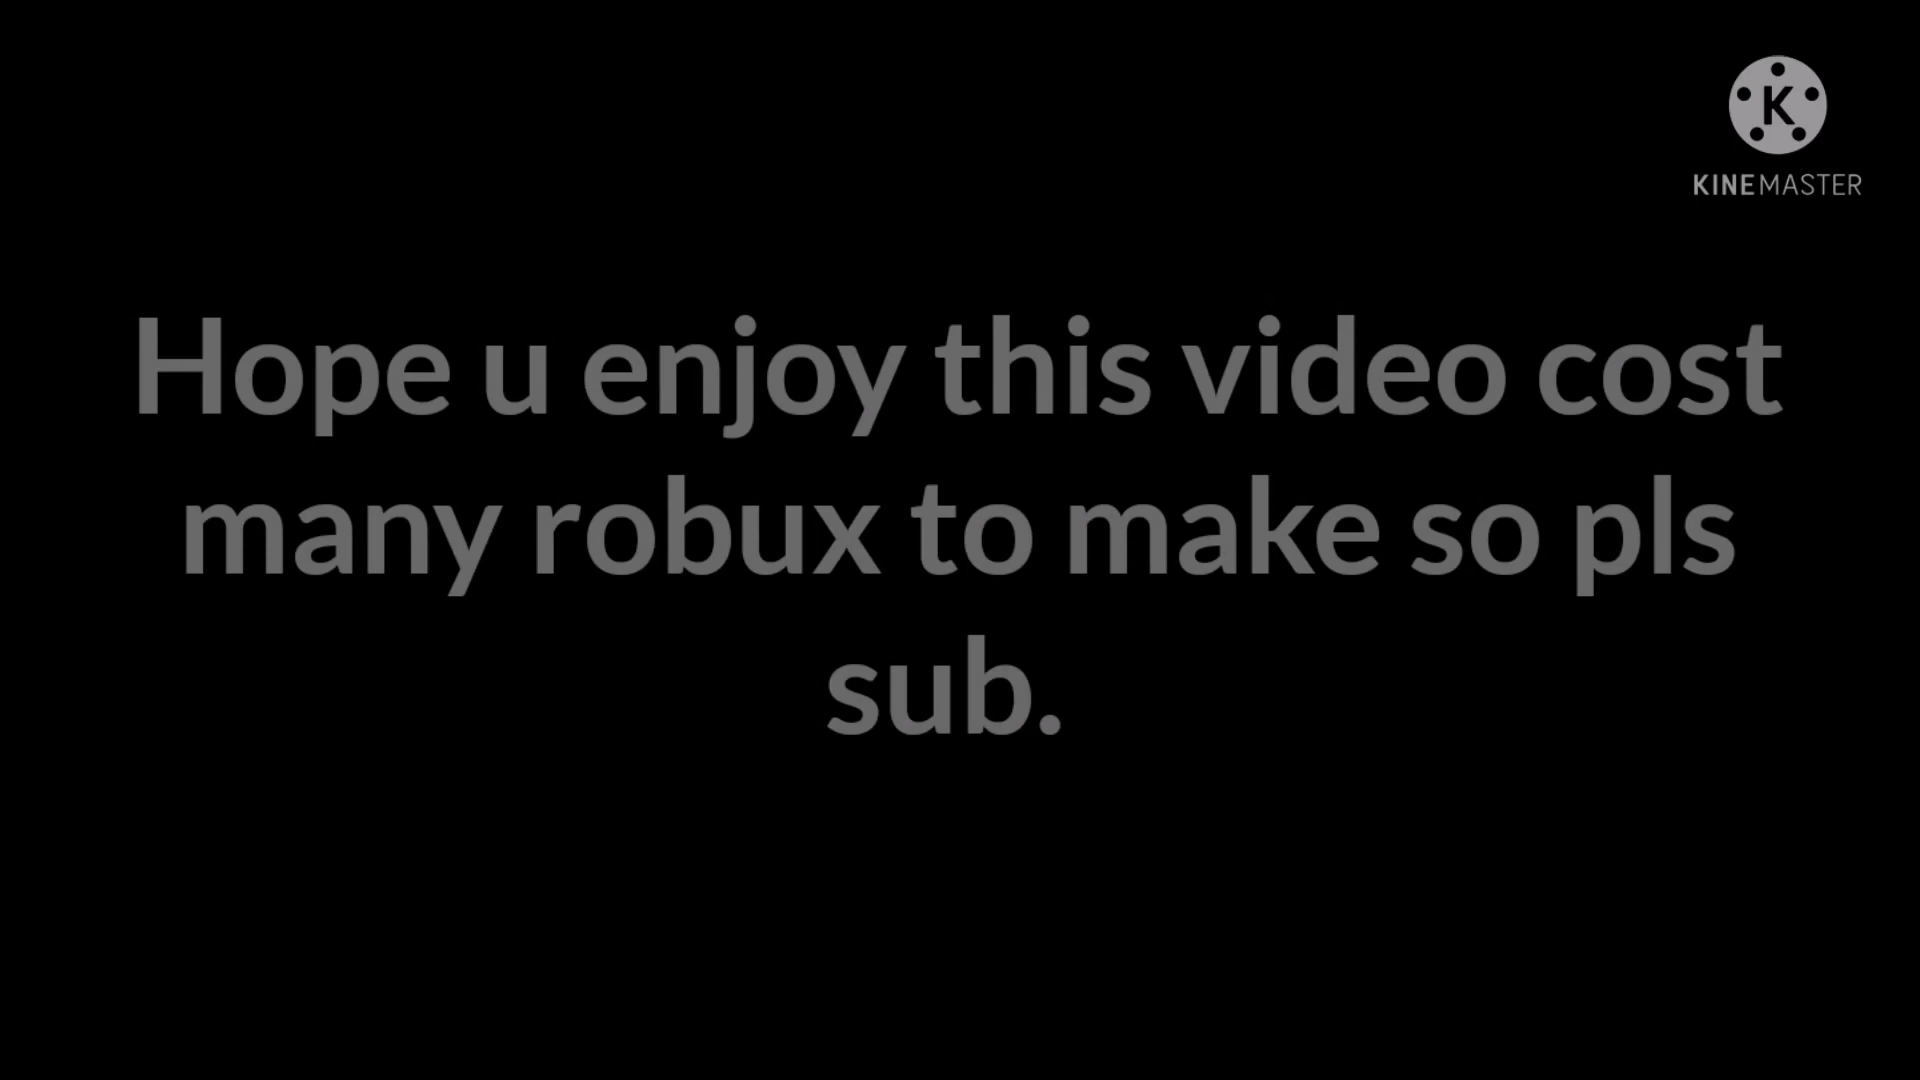 K
KINEMASTER
Hope u enjoy this video cost
many robux to make so pls
sub.